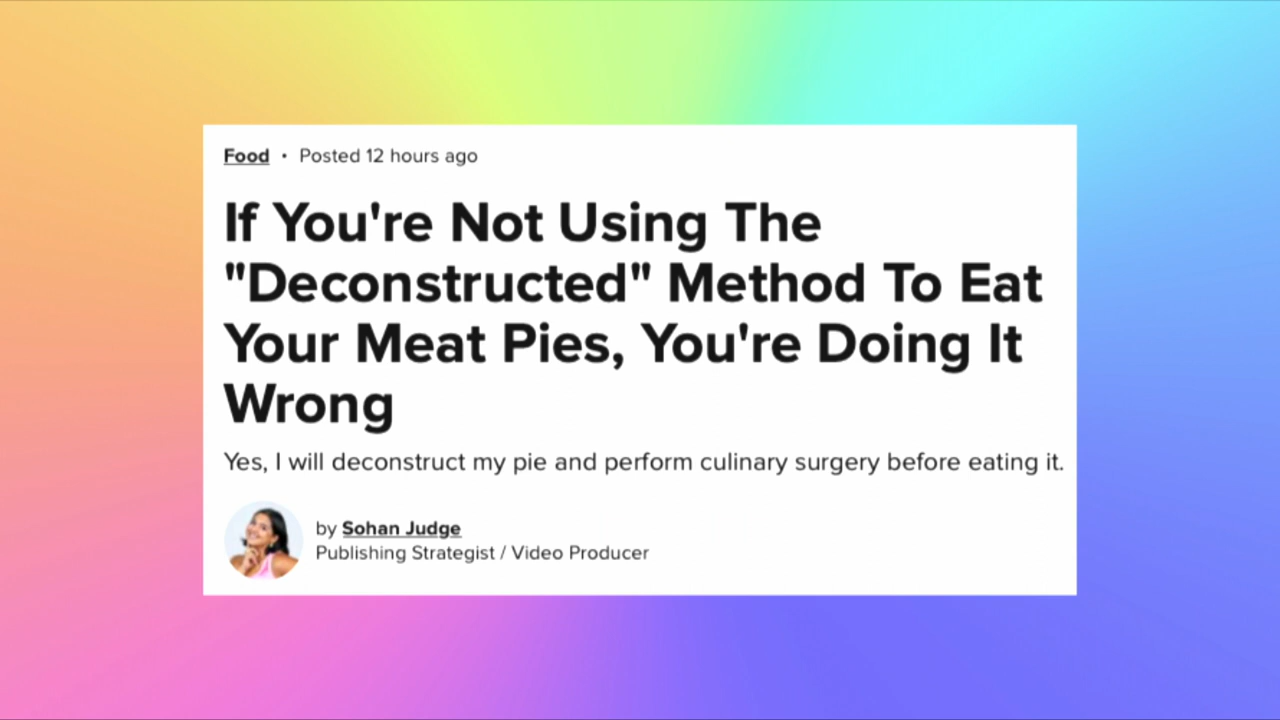 Food • Posted 12 hours ago
If You're Not Using The
"Deconstructed" Method To Eat
Your Meat Pies, You're Doing It
Wrong
Yes, I will deconstruct my pie and perform culinary surgery before eating it.
by Sohan Judge
Publishing Strategist / Video Producer